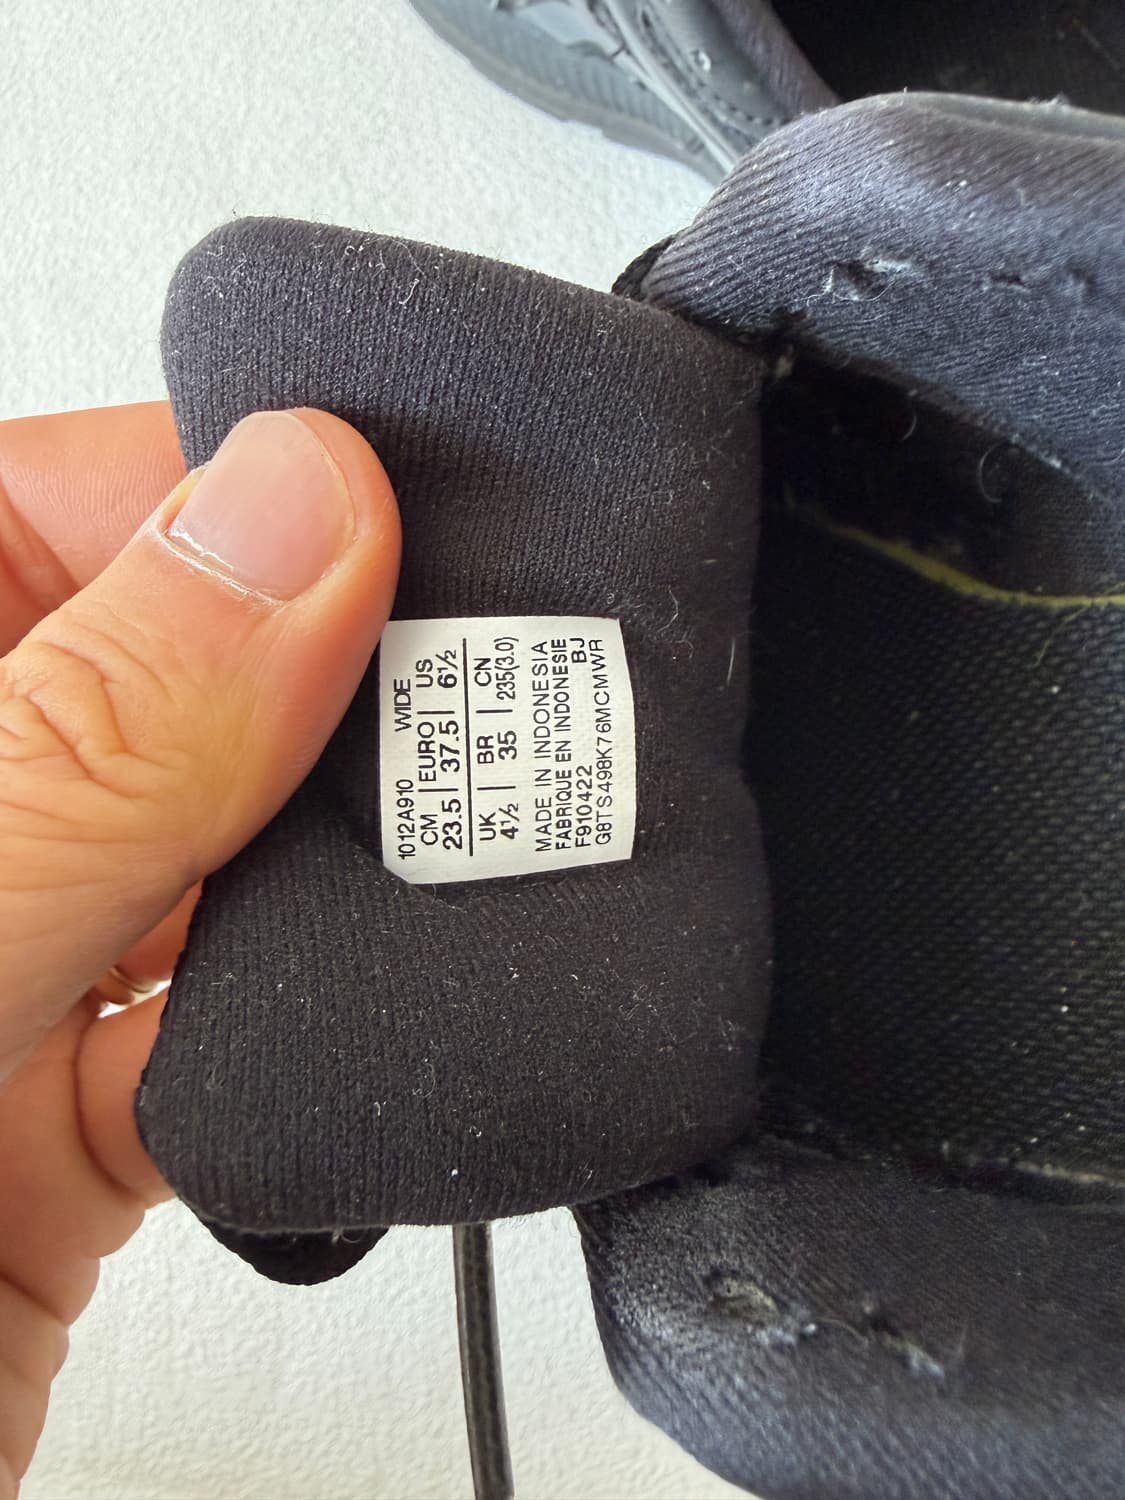 1012A910 WIDE
CM | EURO | US
23.5 | 37.5 | 6½
UK | BR | CN
4½ | 35 | 235(3.0)
MADE IN INDONESIA
FABRIQUE EN INDONESIE
F910422 BJ
G8TS498K76MCMWR